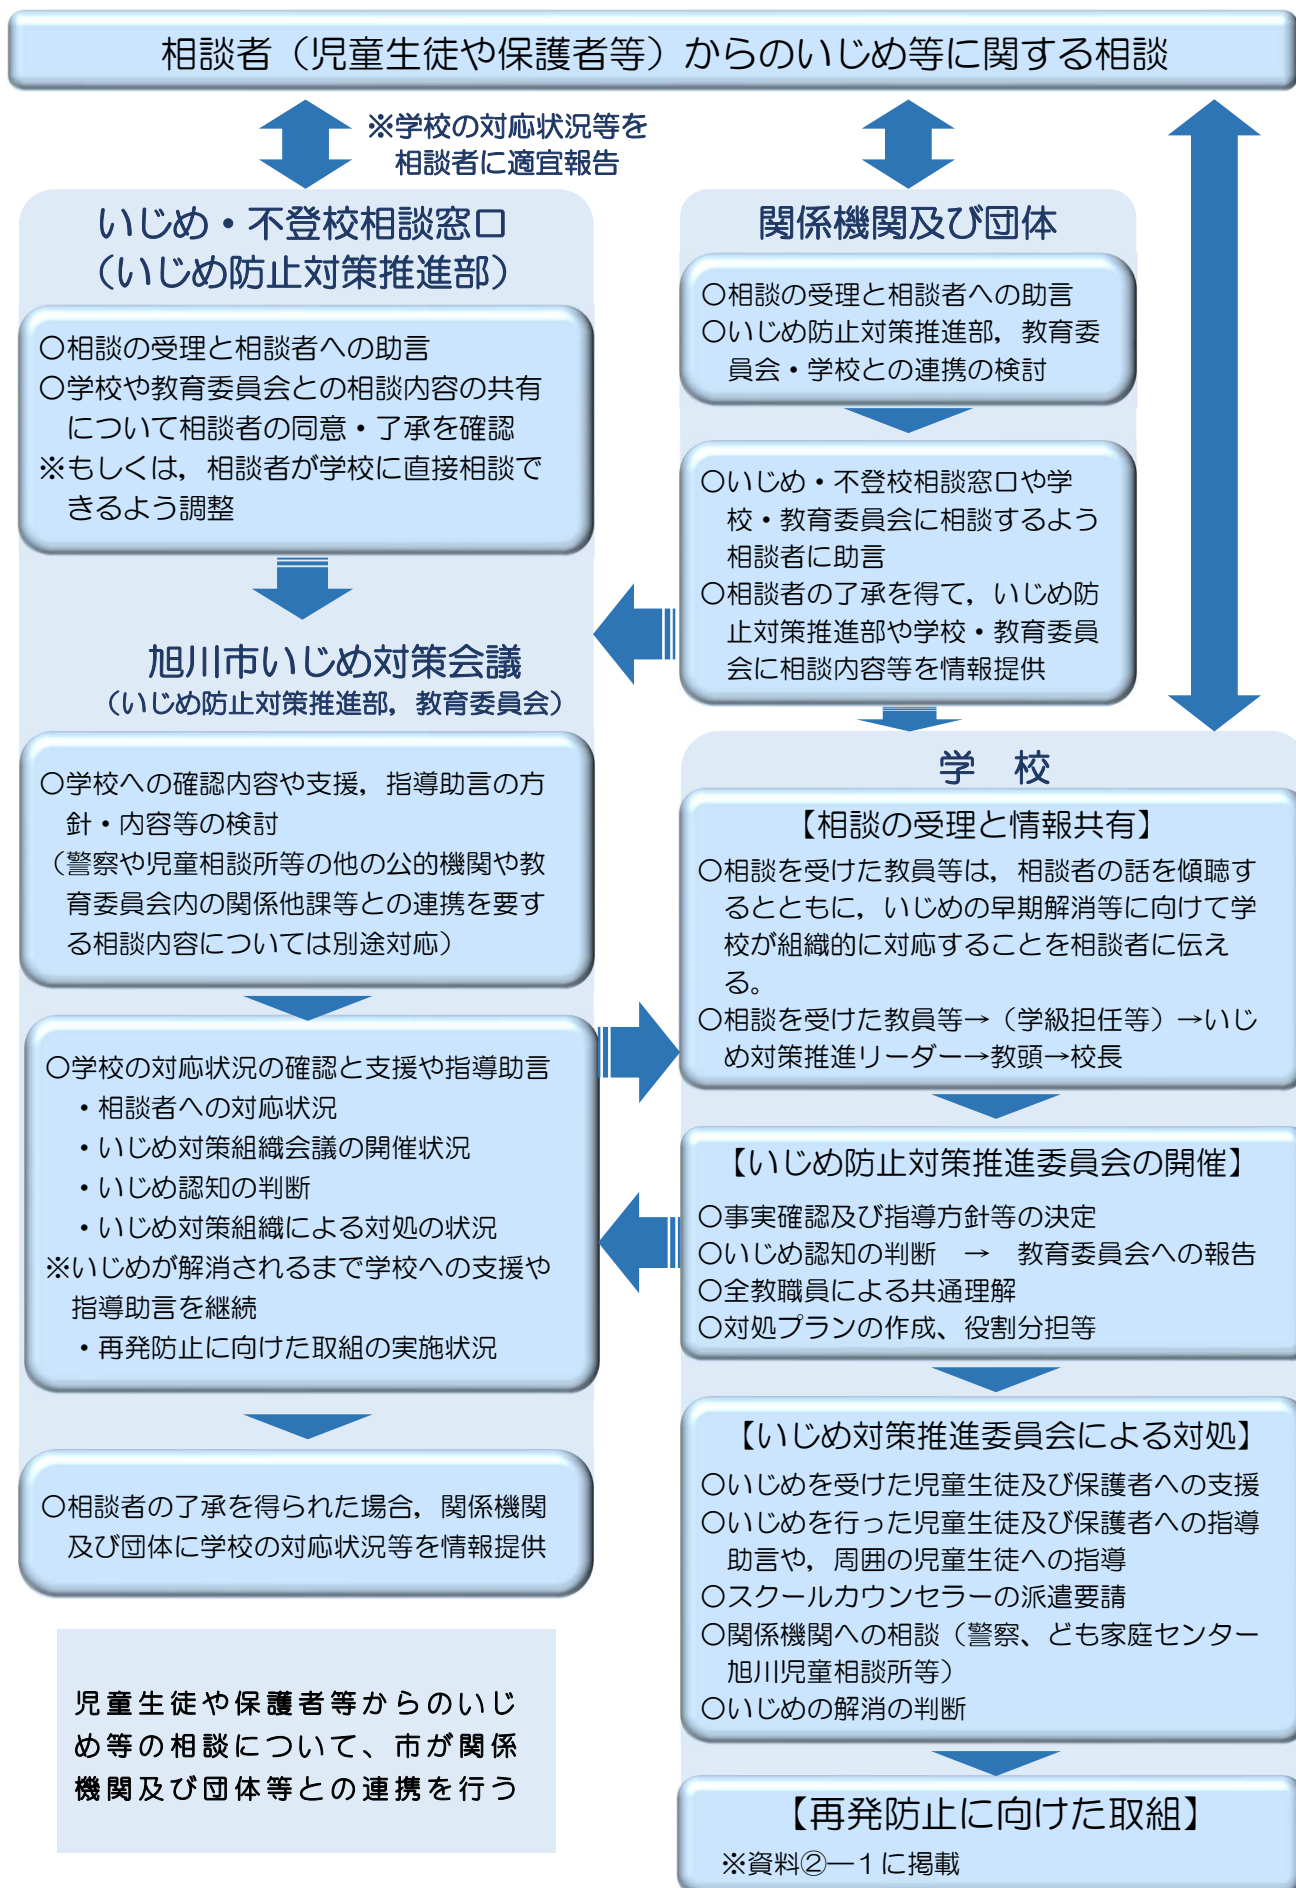 相談者（児童生徒や保護者等）からのいじめ等に関する相談
※学校の対応状況等を
相談者に適宜報告
いじめ・不登校相談窓口
（いじめ防止対策推進部）
〇相談の受理と相談者への助言
〇学校や教育委員会との相談内容の共有
について相談者の同意・了承を確認
※もしくは，相談者が学校に直接相談で
きるよう調整
旭川市いじめ対策会議
（いじめ防止対策推進部，教育委員会）
〇学校への確認内容や支援，指導助言の方
針・内容等の検討
（警察や児童相談所等の他の公的機関や教
育委員会内の関係他課等との連携を要す
る相談内容については別途対応）
〇学校の対応状況の確認と支援や指導助言
・相談者への対応状況
・いじめ対策組織会議の開催状況
・いじめ認知の判断
・いじめ対策組織による対処の状況
※いじめが解消されるまで学校への支援や
指導助言を継続
・再発防止に向けた取組の実施状況
〇相談者の了承を得られた場合，関係機関
及び団体に学校の対応状況等を情報提供
児童生徒や保護者等からのいじ
め等の相談について、市が関係
機関及び団体等との連携を行う
関係機関及び団体
〇相談の受理と相談者への助言
〇いじめ防止対策推進部，教育委
員会・学校との連携の検討
〇いじめ・不登校相談窓口や学
校・教育委員会に相談するよう
相談者に助言
〇相談者の了承を得て，いじめ防
止対策推進部や学校・教育委員
会に相談内容等を情報提供
学　校
【相談の受理と情報共有】
〇相談を受けた教員等は，相談者の話を傾聴す
るとともに，いじめの早期解消等に向けて学
校が組織的に対応することを相談者に伝え
る。
〇相談を受けた教員等→（学級担任等）→いじ
め対策推進リーダー→教頭→校長
【いじめ防止対策推進委員会の開催】
〇事実確認及び指導方針等の決定
〇いじめ認知の判断　→　教育委員会への報告
〇全教職員による共通理解
〇対処プランの作成、役割分担等
【いじめ対策推進委員会による対処】
〇いじめを受けた児童生徒及び保護者への支援
〇いじめを行った児童生徒及び保護者への指導
助言や，周囲の児童生徒への指導
〇スクールカウンセラーの派遣要請
〇関係機関への相談（警察、ども家庭センター
旭川児童相談所等）
〇いじめの解消の判断
【再発防止に向けた取組】
※資料②―１に掲載